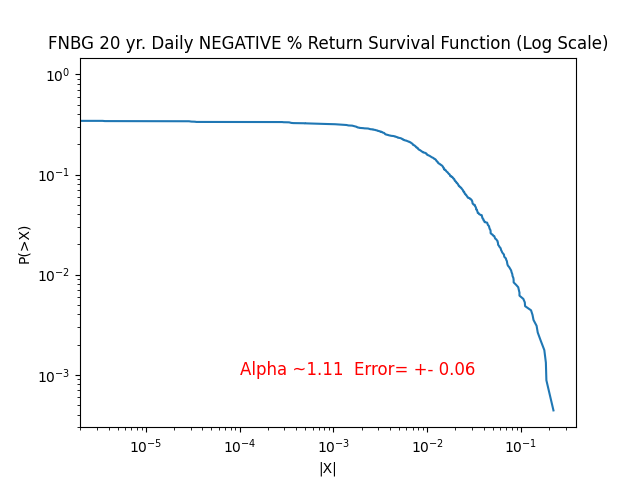 FNBG 20 yr. Daily NEGATIVE % Return Survival Function (Log Scale)
10⁰
10⁻¹
10⁻²
10⁻³
P(>X)
Alpha ~1.11  Error= +- 0.06
10⁻⁵ 10⁻⁴ 10⁻³ 10⁻² 10⁻¹
|X|